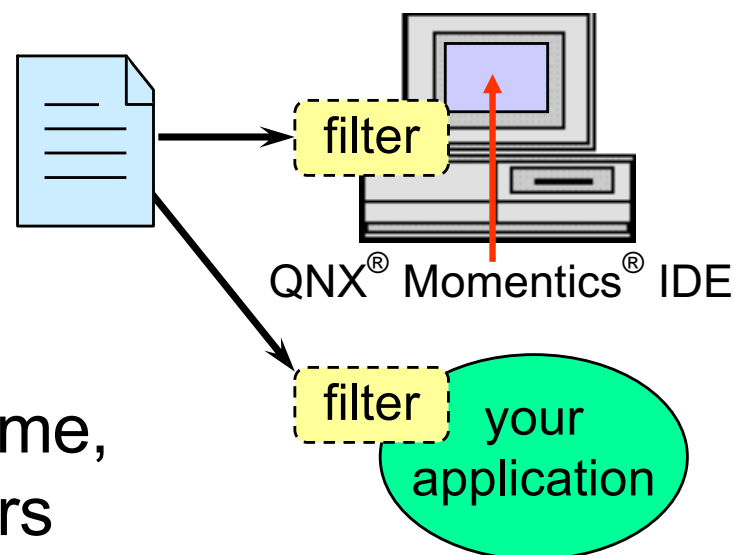 filter
QNX® Momentics® IDE
filter
your
application
me,
rs